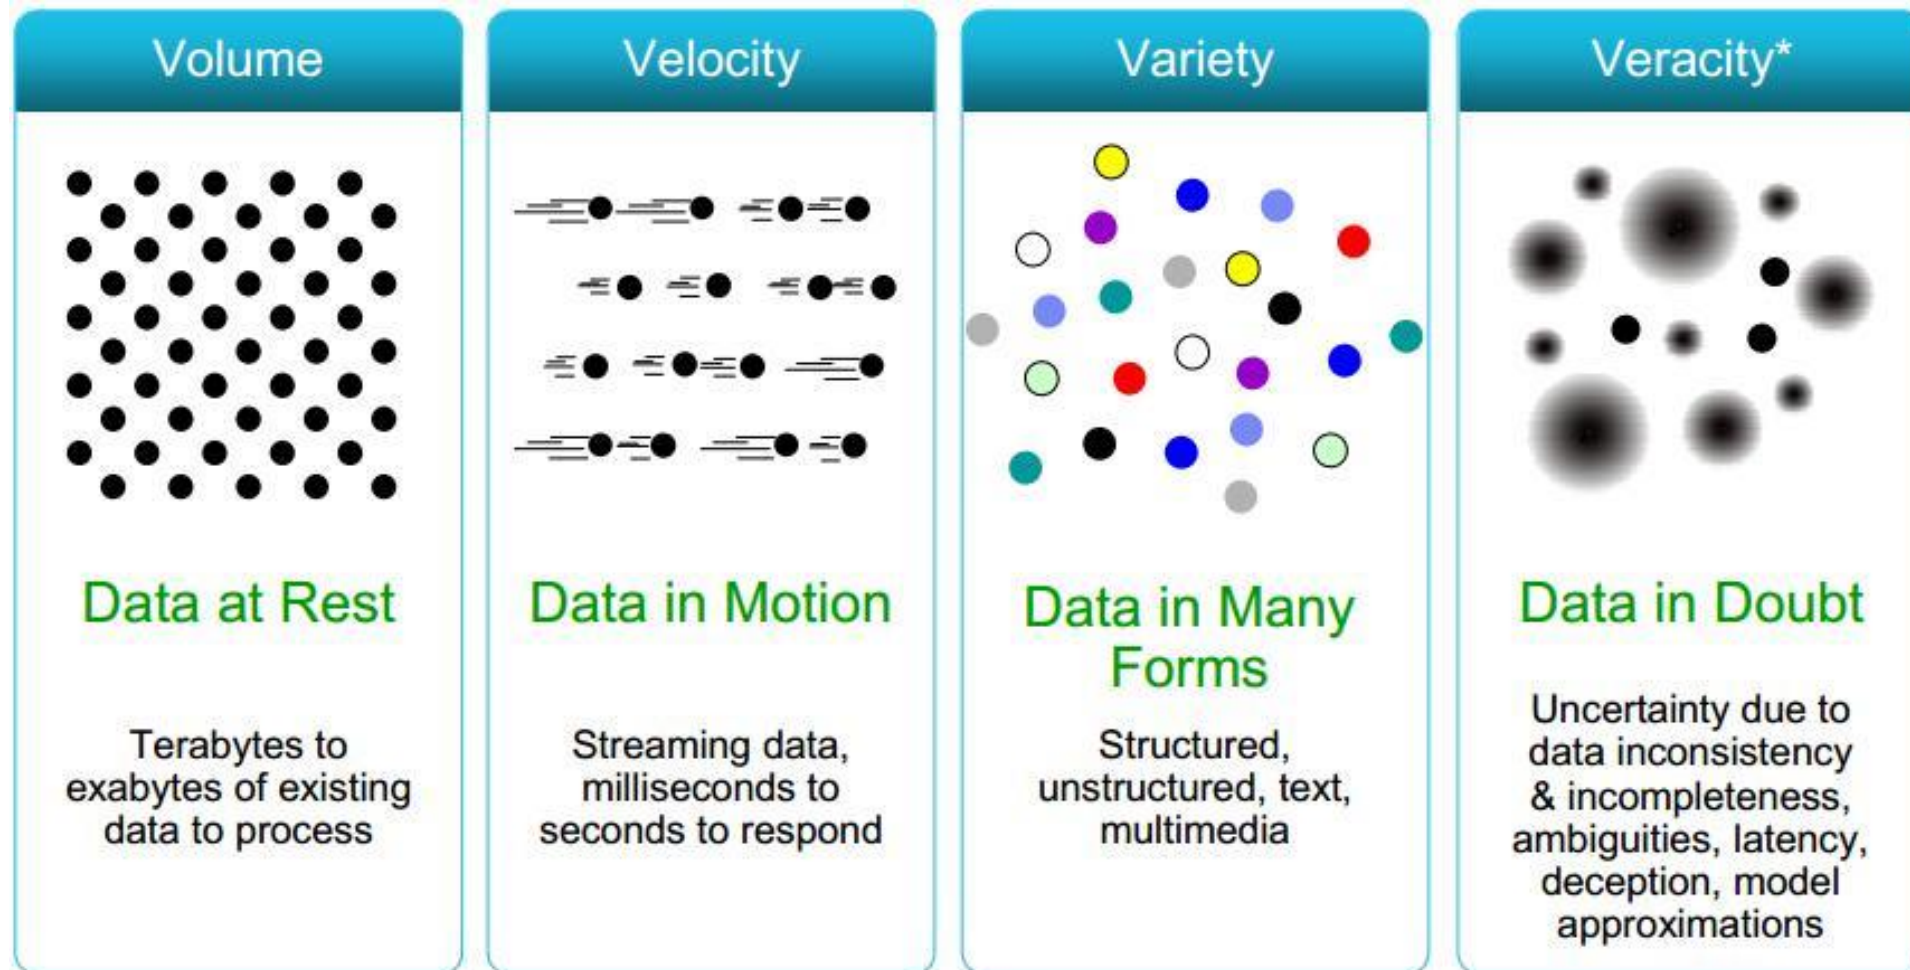 Volume
Data at Rest
Terabytes to
exabytes of existing
data to process
Velocity
Data in Motion
Streaming data,
milliseconds to
seconds to respond
Variety
Data in Many
Forms
Structured,
unstructured, text,
multimedia
Veracity*
Data in Doubt
Uncertainty due to
data inconsistency
& incompleteness,
ambiguities, latency,
deception, model
approximations